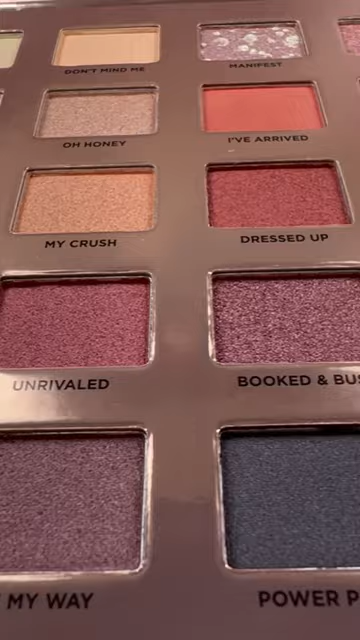 DON'T MIND ME
MANIFEST
OH HONEY
I'VE ARRIVED
MY CRUSH
DRESSED UP
UNRIVALED
BOOKED & BUS
MY WAY
POWER P